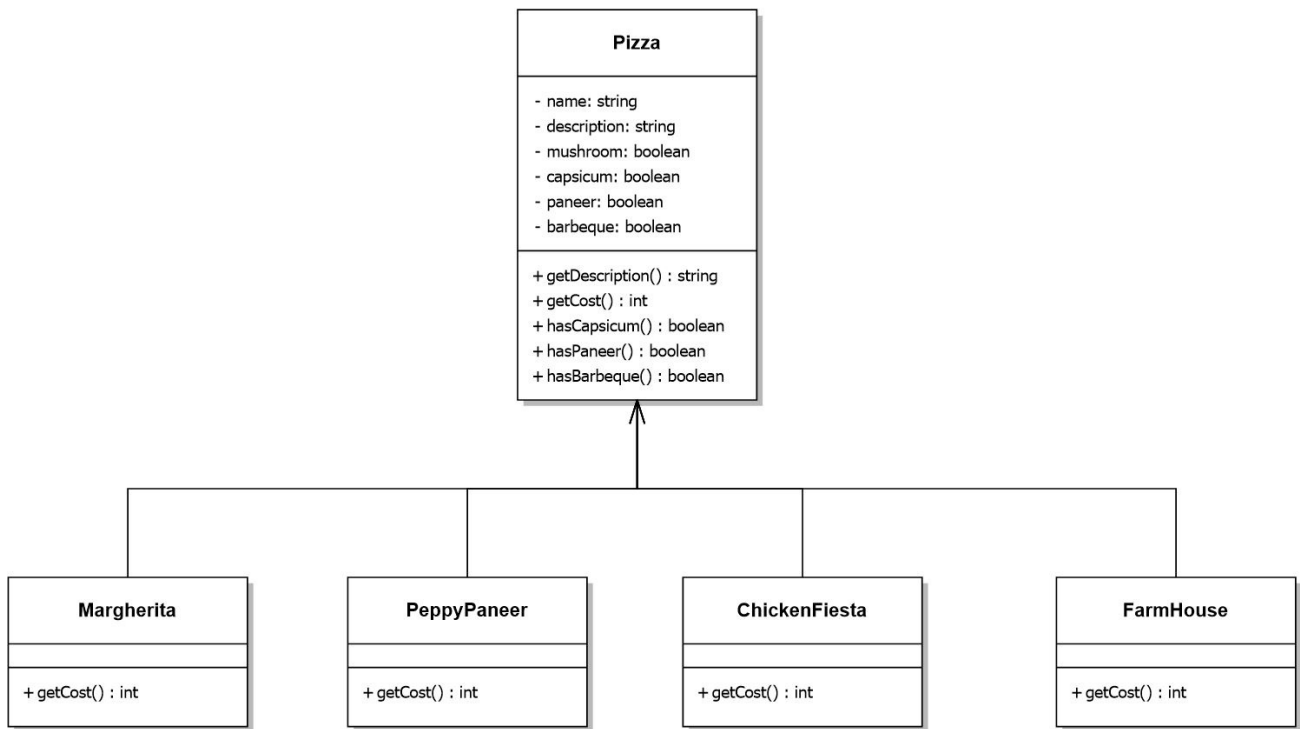 Pizza
- name: string
- description: string
- mushroom: boolean
- capsicum: boolean
- paneer: boolean
- barbeque: boolean
+ getDescription() : string
+ getCost() : int
+ hasCapsicum() : boolean
+ hasPaneer() : boolean
+ hasBarbeque() : boolean
Margherita
+ getCost() : int
PeppyPaneer
+ getCost() : int
ChickenFiesta
+ getCost() : int
FarmHouse
+ getCost() : int